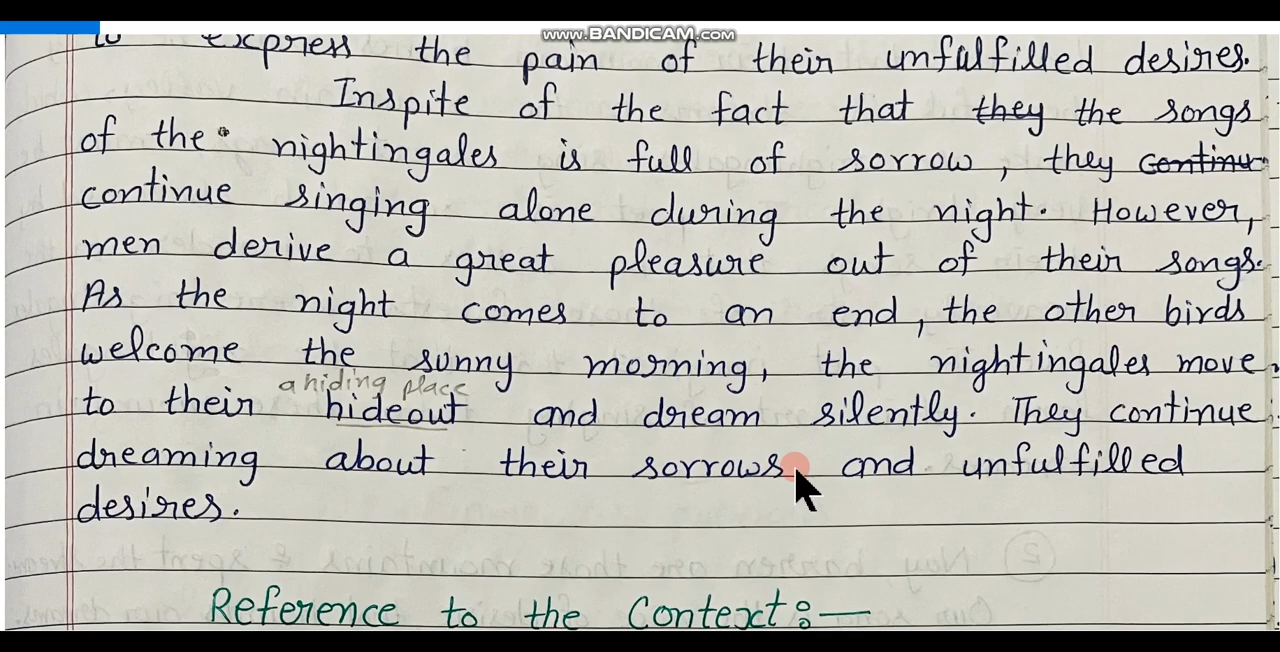 www.BANDICAM.com
to express the pain of their unfulfilled desires.
Inspite of the fact that they the songs
of the nightingales is full of sorrow, they continu
continue singing alone during the night. However,
men derive a great pleasure out of their songs.
As the night comes to an end, the other birds
welcome the sunny morning, the nightingales move
a hiding place
to their hideout and dream silently. They continue
dreaming about their sorrows and unfulfilled
desires.
Reference to the Context:—